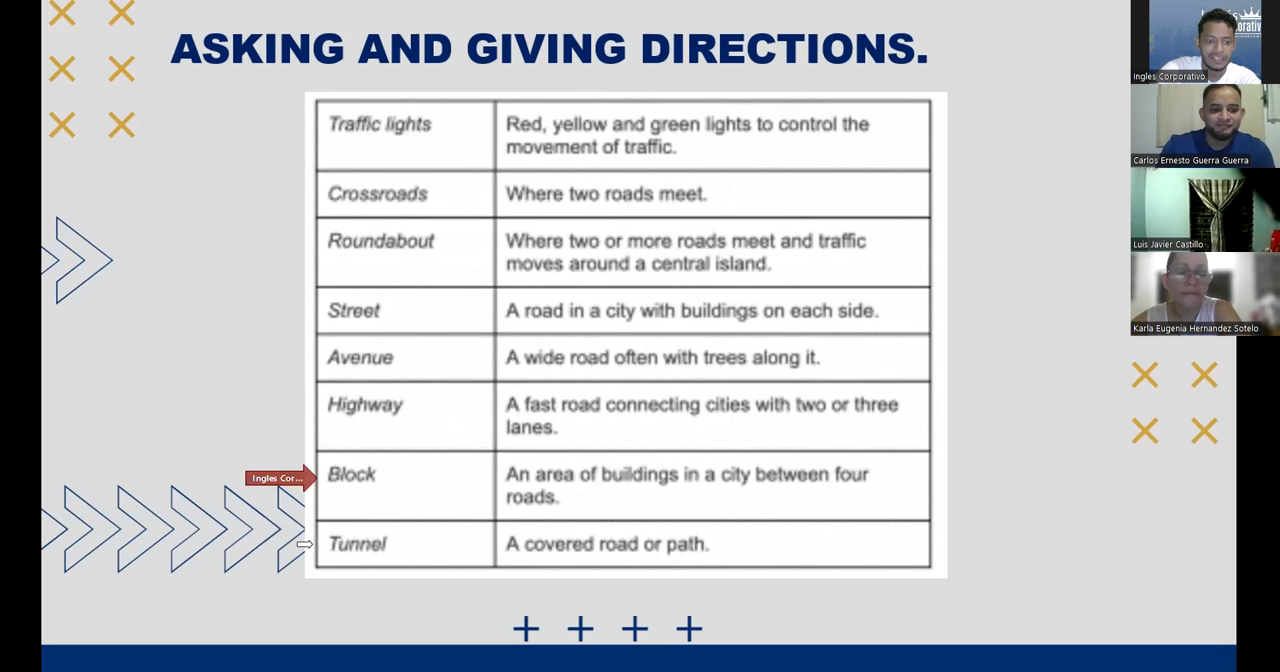 ASKING AND GIVING DIRECTIONS.
Traffic lights
Red, yellow and green lights to control the
movement of traffic.
Crossroads
Where two roads meet.
Roundabout
Where two or more roads meet and traffic
moves around a central island.
Street
A road in a city with buildings on each side.
Avenue
A wide road often with trees along it.
Highway
A fast road connecting cities with two or three
lanes.
Ingles Cor...
Block
An area of buildings in a city between four
roads.
Tunnel
A covered road or path.
Ingles Corporativo
Carlos Ernesto Guerra Guerra
Luis Javier Castillo
Karla Eugenia Hernandez Sotelo